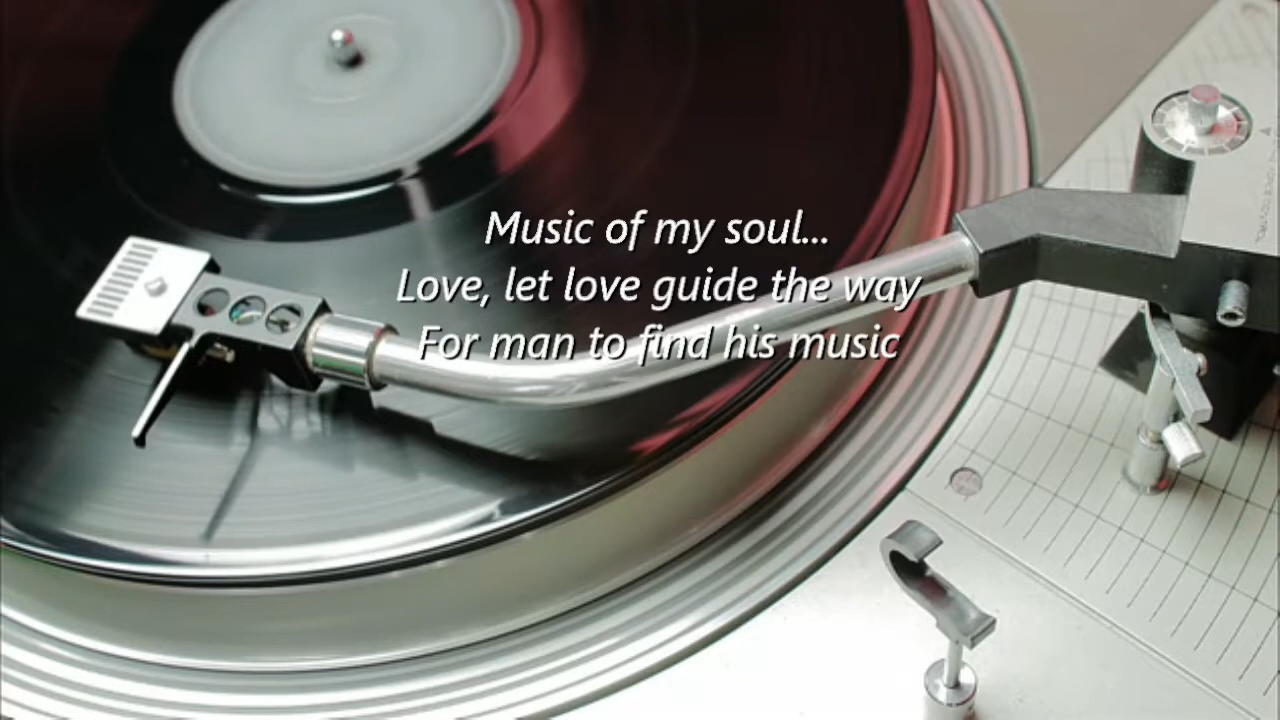 Music of my soul...
Love, let love guide the way
For man to find his music